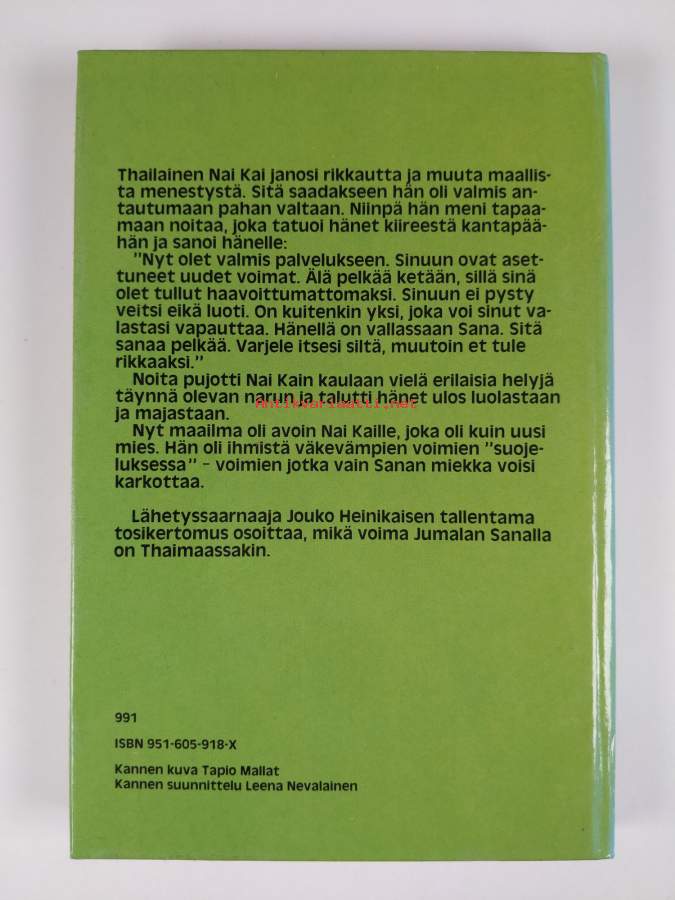 Thailainen Nai Kai janosi rikkautta ja muuta maallis-
ta menestystä. Sitä saadakseen hän oli valmis an-
tautumaan pahan valtaan. Niinpä hän meni tapaa-
maan noitaa, joka tatuoi hänet kiireestä kantapää-
hän ja sanoi hänelle:
"Nyt olet valmis palvelukseen. Sinuun ovat aset-
tuneet uudet voimat. Älä pelkää ketään, sillä sinä
olet tullut haavoittumattomaksi. Sinuun ei pysty
veitsi eikä luoti. On kuitenkin yksi, joka voi sinut va-
lastasi vapauttaa. Hänellä on vallassaan Sana. Sitä
sanaa pelkää. Varjele itsesi siltä, muutoin et tule
rikkaaksi."
Noita pujotti Nai Kain kaulaan vielä erilaisia helyjä
täynnä olevan narun ja talutti hänet ulos luolastaan
Antikvariaatti.net
ja majastaan.
Nyt maailma oli avoin Nai Kaille, joka oli kuin uusi
mies. Hän oli ihmistä väkevämpien voimien "suoje-
luksessa" – voimien jotka vain Sanan miekka voisi
karkottaa.
Lähetyssaarnaaja Jouko Heinikaisen tallentama
tosikertomus osoittaa, mikä voima Jumalan Sanalla
on Thaimaassakin.
991
ISBN 951-605-918-X
Kannen kuva Tapio Mallat
Kannen suunnittelu Leena Nevalainen